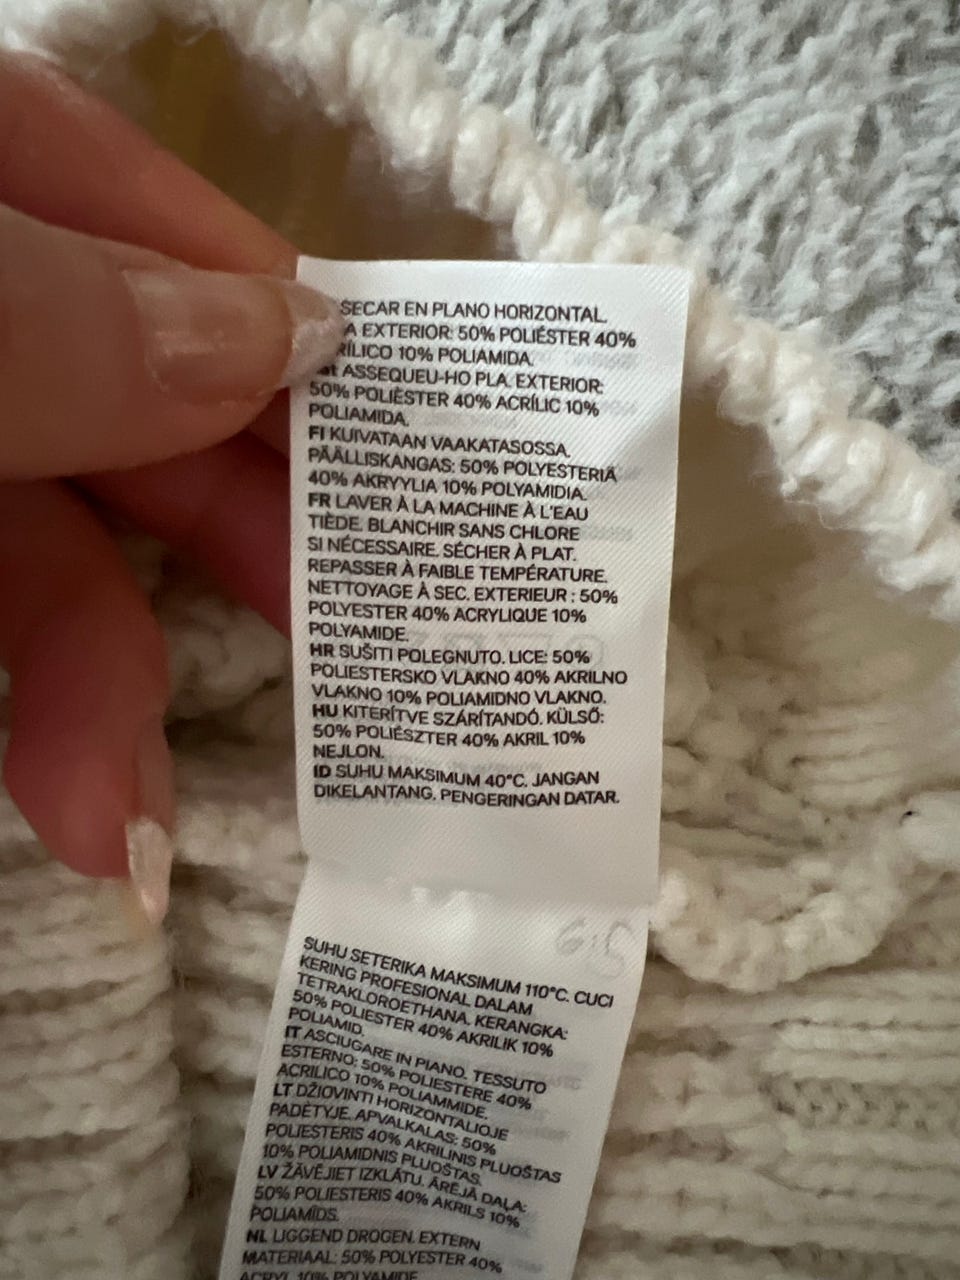 SECAR EN PLANO HORIZONTAL.
A EXTERIOR: 50% POLIÉSTER 40%
RÍLICO 10% POLIAMIDA.
ASSEQUEU-HO PLA. EXTERIOR:
50% POLIÈSTER 40% ACRÍLIC 10%
POLIAMIDA.
FI KUIVATAAN VAAKATASOSSA.
PÄÄLLISKANGAS: 50% POLYESTERIÄ
40% AKRYYLIA 10% POLYAMIDIA.
FR LAVER À LA MACHINE À L'EAU
TIÈDE. BLANCHIR SANS CHLORE
SI NÉCESSAIRE. SÉCHER À PLAT.
REPASSER À FAIBLE TEMPÉRATURE.
NETTOYAGE À SEC. EXTERIEUR : 50%
POLYESTER 40% ACRYLIQUE 10%
POLYAMIDE.
HR SUŠITI POLEGNUTO. LICE: 50%
POLIESTERSKO VLAKNO 40% AKRILNO
VLAKNO 10% POLIAMIDNO VLAKNO.
HU KITERÍTVE SZÁRÍTANDÓ. KÜLSŐ:
50% POLIÉSZTER 40% AKRIL 10%
NEJLON.
ID SUHU MAKSIMUM 40°C. JANGAN
DIKELANTANG. PENGERINGAN DATAR.
SUHU SETERIKA MAKSIMUM 110°C. CUCI
KERING PROFESIONAL DALAM
TETRAKLOROETHANA. KERANGKA:
50% POLIESTER 40% AKRILIK 10%
POLIAMID.
IT ASCIUGARE IN PIANO. TESSUTO
ESTERNO: 50% POLIESTERE 40%
ACRILICO 10% POLIAMMIDE.
LT DŽIOVINTI HORIZONTALIOJE
PADĖTYJE. APVALKALAS: 50%
POLIESTERIS 40% AKRILINIS PLUOŠTAS
10% POLIAMIDNIS PLUOŠTAS.
LV ŽĀVĒJIET IZKLĀTU. ĀRĒJĀ DAĻA:
50% POLIESTERIS 40% AKRILS 10%
POLIAMĪDS.
NL LIGGEND DROGEN. EXTERN
MATERIAAL: 50% POLYESTER 40%
ACRYL 10% POLYAMIDE